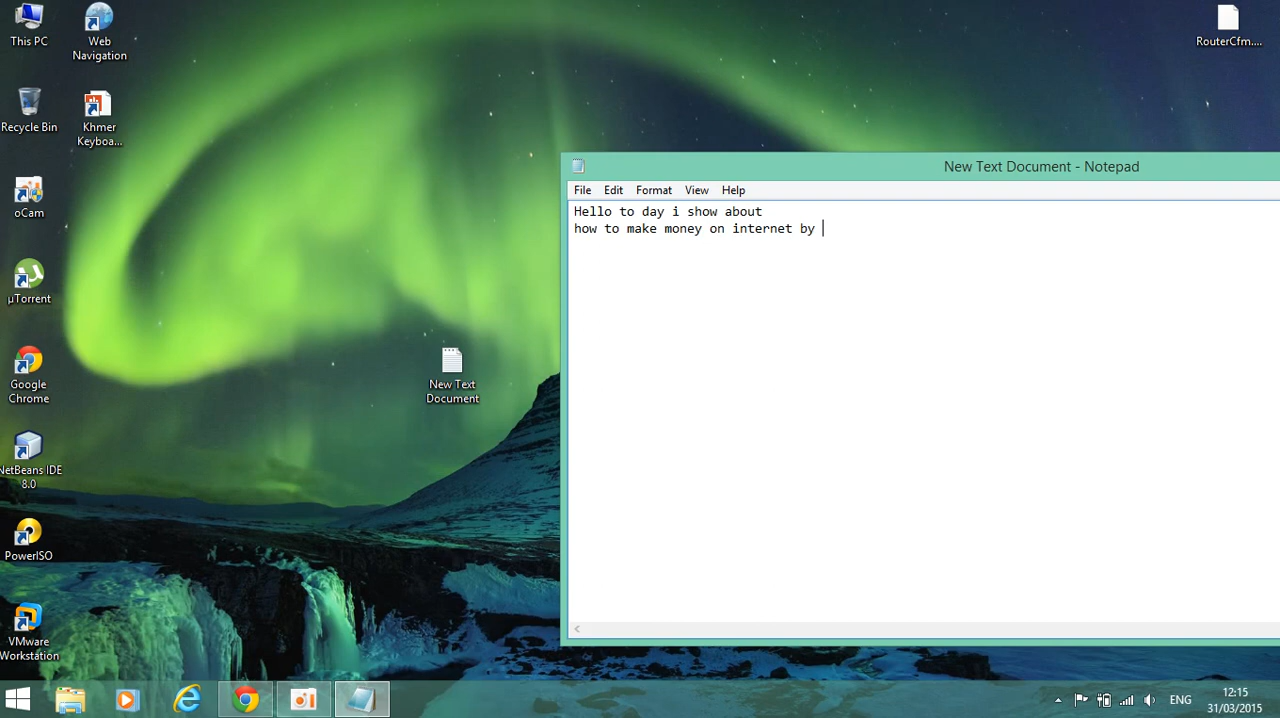 This PC
Web
Navigation
RouterCfm....
Recycle Bin
Khmer
Keyboa...
oCam
µTorrent
Google
Chrome
NetBeans IDE
8.0
PowerISO
VMware
Workstation
New Text
Document
New Text Document - Notepad
File Edit Format View Help
Hello to day i show about
how to make money on internet by
ENG
12:15
31/03/2015